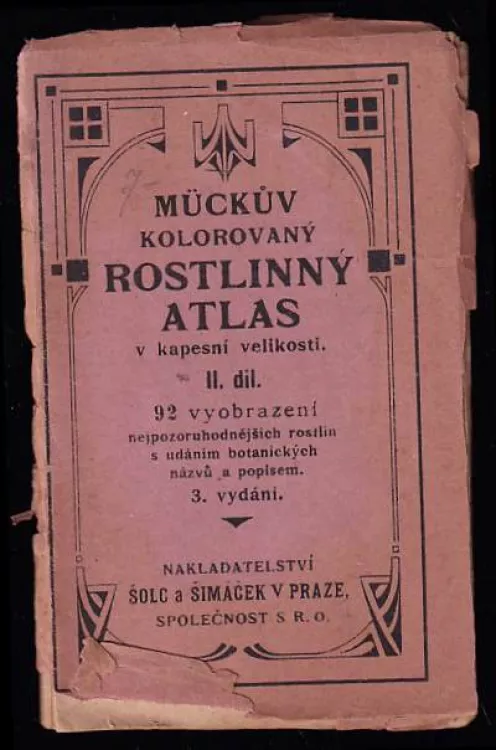 MÜCKŮV
KOLOROVANÝ
ROSTLINNÝ
ATLAS
v kapesní velikosti.
II. díl.
92 vyobrazení
nejpozoruhodnějších rostlin
s udáním botanických
názvů a popisem.
3. vydání.
NAKLADATELSTVÍ
ŠOLC a ŠIMÁČEK V PRAZE,
SPOLEČNOST S R. O.